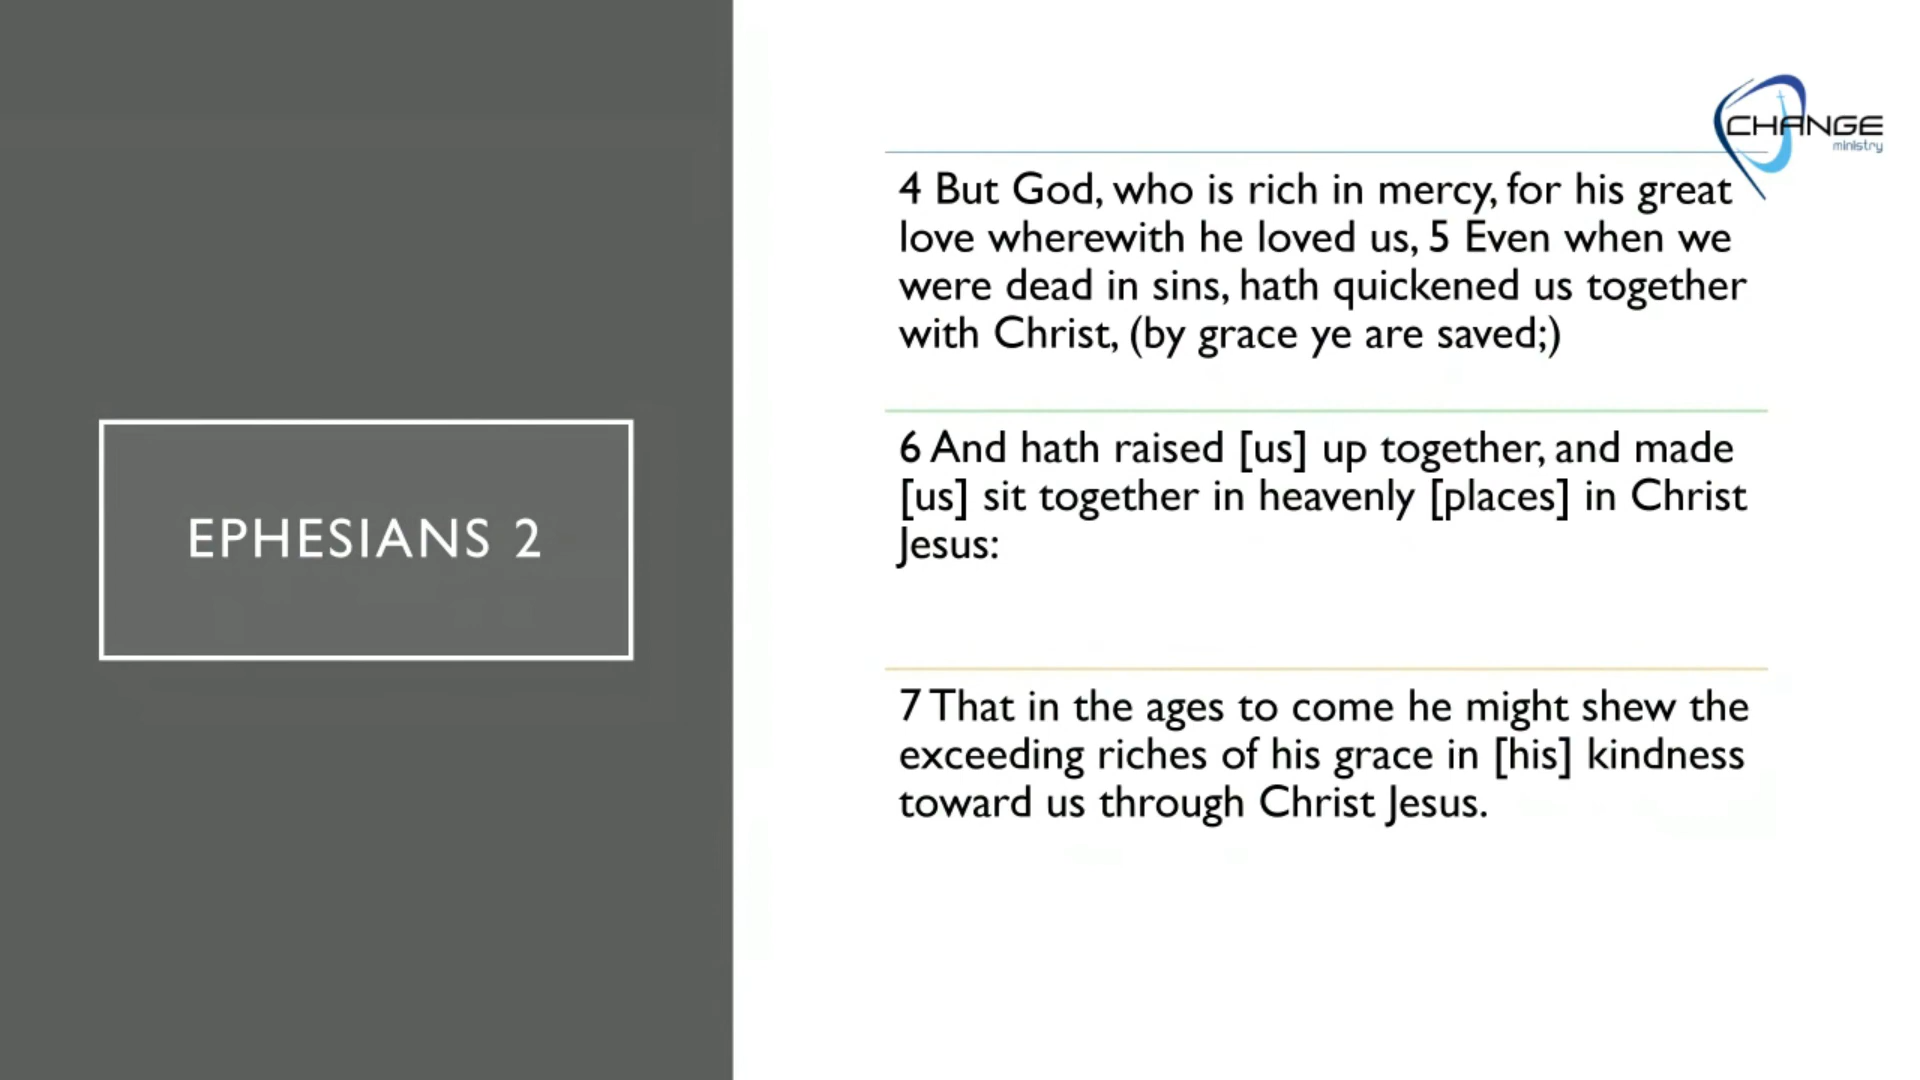 EPHESIANS 2
CHANGE
ministry
4 But God, who is rich in mercy, for his great
love wherewith he loved us, 5 Even when we
were dead in sins, hath quickened us together
with Christ, (by grace ye are saved;)
6 And hath raised [us] up together, and made
[us] sit together in heavenly [places] in Christ
Jesus:
7 That in the ages to come he might shew the
exceeding riches of his grace in [his] kindness
toward us through Christ Jesus.